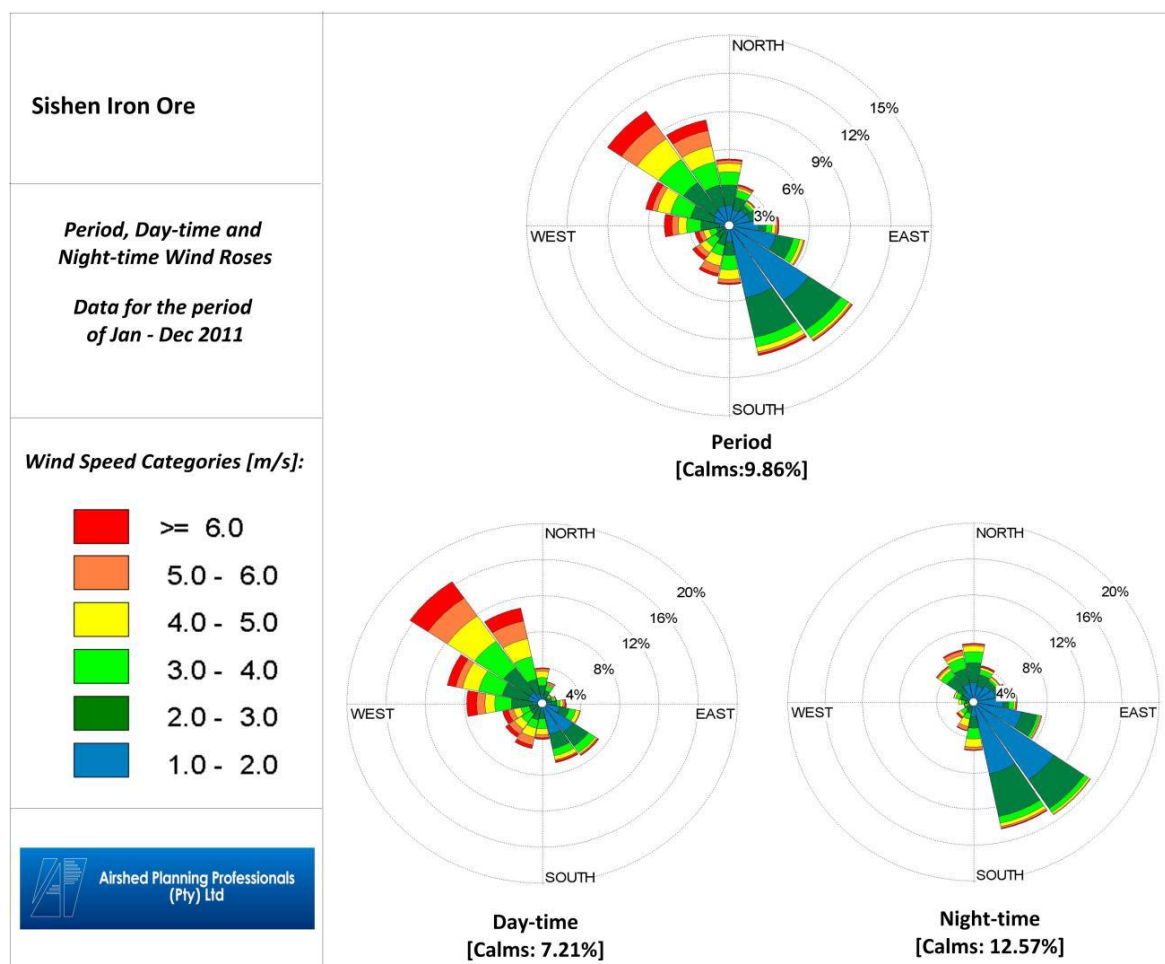 Sishen Iron Ore
Period, Day-time and
Night-time Wind Roses
Data for the period
of Jan - Dec 2011
Wind Speed Categories [m/s]:
>= 6.0
5.0 - 6.0
4.0 - 5.0
3.0 - 4.0
2.0 - 3.0
1.0 - 2.0
Airshed Planning Professionals
(Pty) Ltd
NORTH
15%
12%
9%
6%
3%
WEST
EAST
SOUTH
Period
[Calms:9.86%]
NORTH
20%
16%
12%
8%
4%
WEST
EAST
SOUTH
Day-time
[Calms: 7.21%]
NORTH
20%
16%
12%
8%
4%
WEST
EAST
SOUTH
Night-time
[Calms: 12.57%]